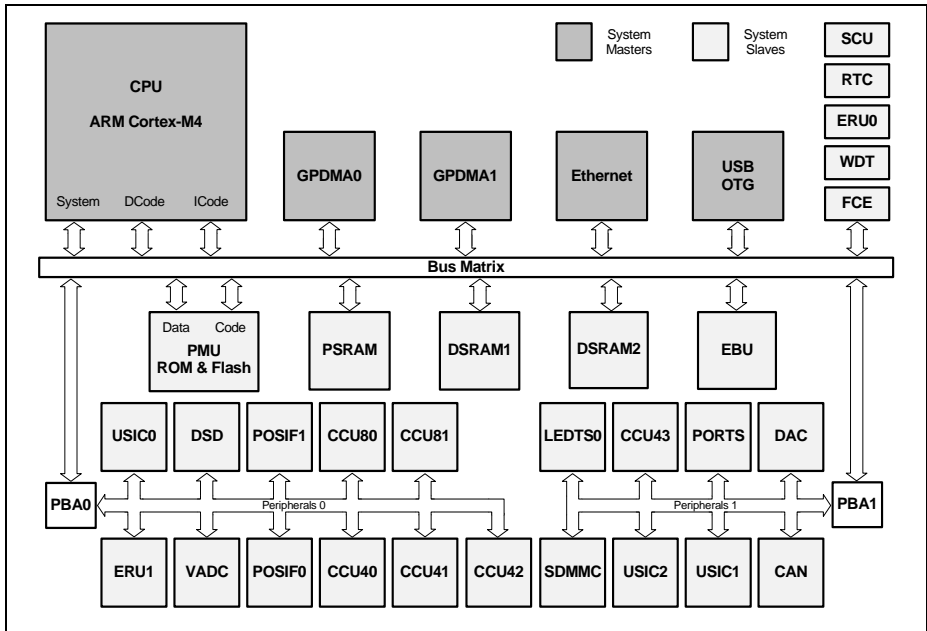 CPU
ARM Cortex-M4
System DCode ICode
GPDMA0
GPDMA1
Ethernet
USB
OTG
System
Masters
System
Slaves
SCU
RTC
ERU0
WDT
FCE
Bus Matrix
Data Code
PMU
ROM & Flash
PSRAM
DSRAM1
DSRAM2
EBU
USIC0
DSD
POSIF1
CCU80
CCU81
LEDTS0
CCU43
PORTS
DAC
PBA0
Peripherals 0
Peripherals 1
PBA1
ERU1
VADC
POSIF0
CCU40
CCU41
CCU42
SDMMC
USIC2
USIC1
CAN